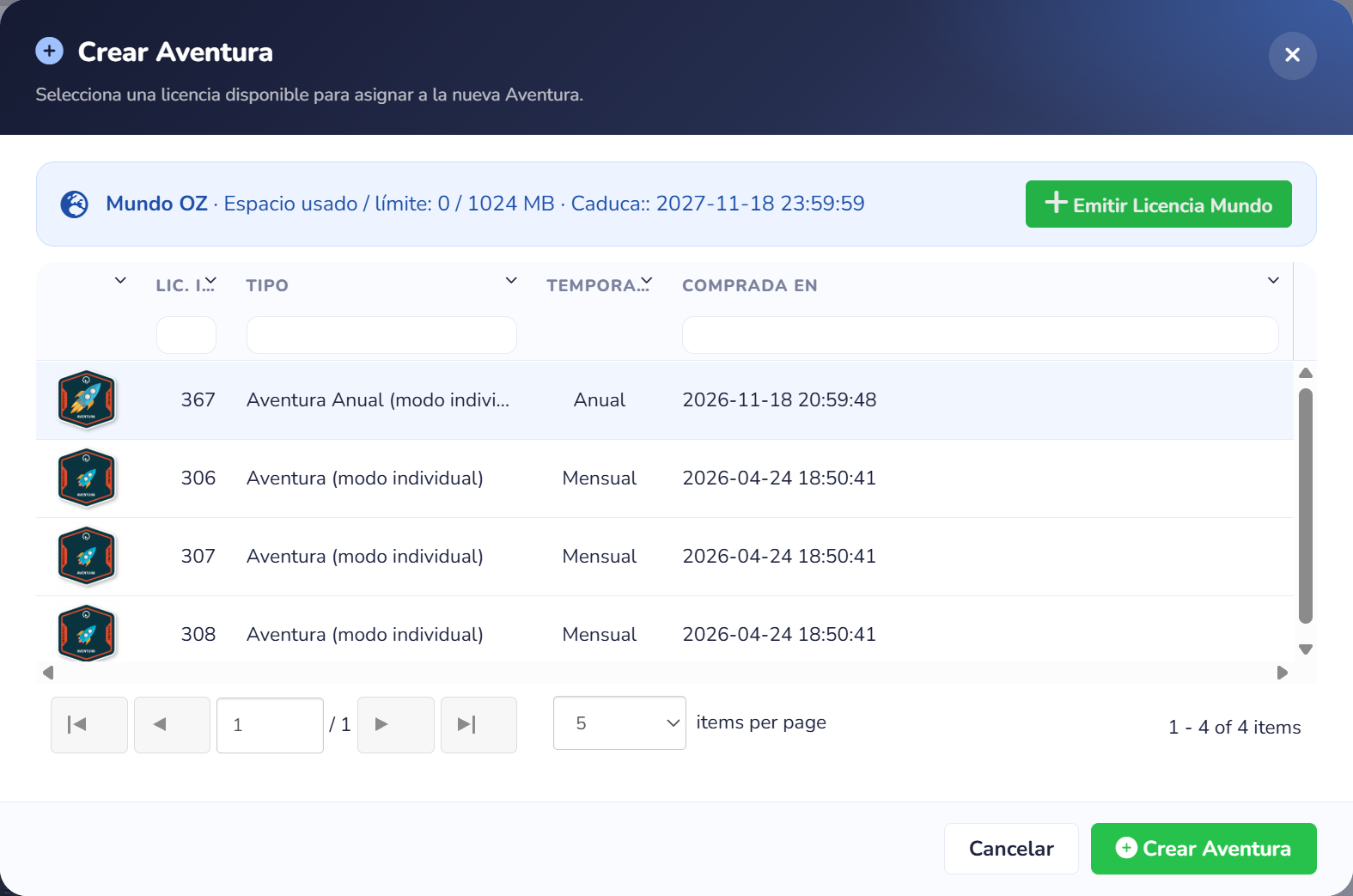 Crear Aventura
Selecciona una licencia disponible para asignar a la nueva Aventura.
Mundo OZ · Espacio usado / límite: 0 / 1024 MB · Caduca:: 2027-11-18 23:59:59
Emitir Licencia Mundo
LIC. I... TIPO TEMPORA... COMPRADA EN
AVENTURA 367 Aventura Anual (modo indivi... Anual 2026-11-18 20:59:48
AVENTURA 306 Aventura (modo individual) Mensual 2026-04-24 18:50:41
AVENTURA 307 Aventura (modo individual) Mensual 2026-04-24 18:50:41
AVENTURA 308 Aventura (modo individual) Mensual 2026-04-24 18:50:41
1 / 1 5 items per page 1 - 4 of 4 items
Cancelar Crear Aventura